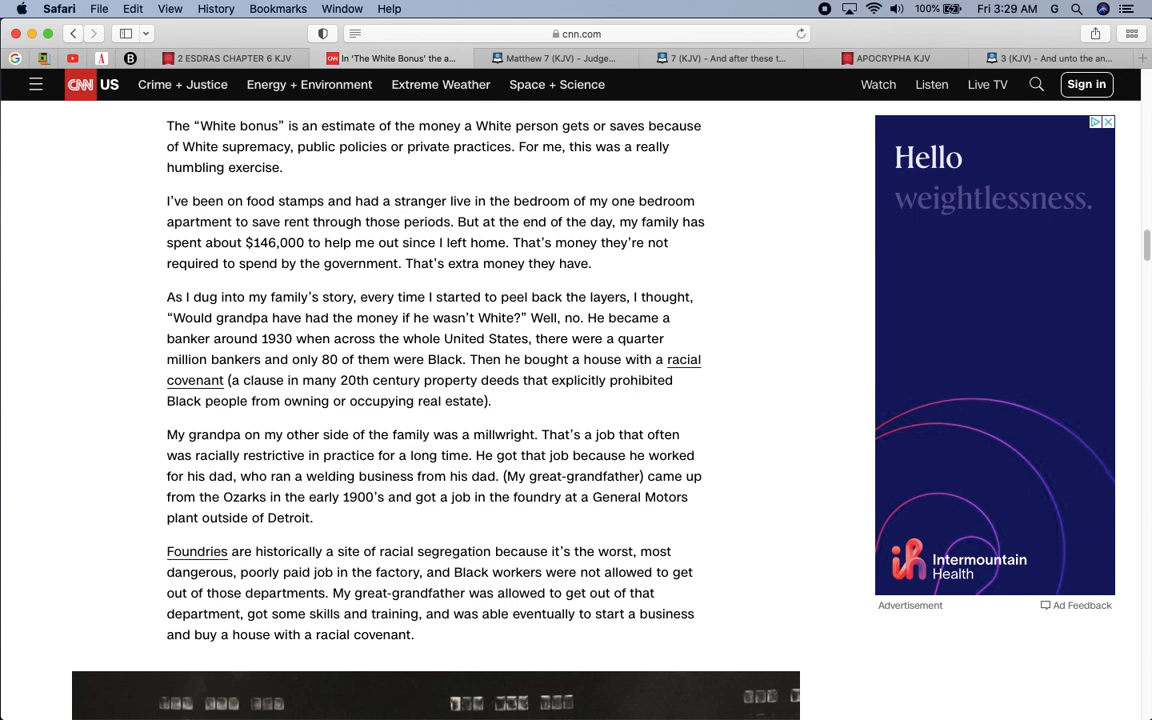 Safari File Edit View History Bookmarks Window Help 100% Fri 3:29 AM G
cnn.com
2 ESDRAS CHAPTER 6 KJV
In ‘The White Bonus’ the a...
Matthew 7 (KJV) - Judge...
7 (KJV) - And after these t...
APOCRYPHA KJV
3 (KJV) - And unto the an...
CNN US Crime + Justice Energy + Environment Extreme Weather Space + Science Watch Listen Live TV Sign in
The “White bonus” is an estimate of the money a White person gets or saves because
of White supremacy, public policies or private practices. For me, this was a really
humbling exercise.
I’ve been on food stamps and had a stranger live in the bedroom of my one bedroom
apartment to save rent through those periods. But at the end of the day, my family has
spent about $146,000 to help me out since I left home. That’s money they’re not
required to spend by the government. That’s extra money they have.
As I dug into my family’s story, every time I started to peel back the layers, I thought,
“Would grandpa have had the money if he wasn’t White?” Well, no. He became a
banker around 1930 when across the whole United States, there were a quarter
million bankers and only 80 of them were Black. Then he bought a house with a racial
covenant (a clause in many 20th century property deeds that explicitly prohibited
Black people from owning or occupying real estate).
My grandpa on my other side of the family was a millwright. That’s a job that often
was racially restrictive in practice for a long time. He got that job because he worked
for his dad, who ran a welding business from his dad. (My great-grandfather) came up
from the Ozarks in the early 1900’s and got a job in the foundry at a General Motors
plant outside of Detroit.
Foundries are historically a site of racial segregation because it’s the worst, most
dangerous, poorly paid job in the factory, and Black workers were not allowed to get
out of those departments. My great-grandfather was allowed to get out of that
department, got some skills and training, and was able eventually to start a business
and buy a house with a racial covenant.
Hello
weightlessness.
Intermountain
Health
Advertisement Ad Feedback